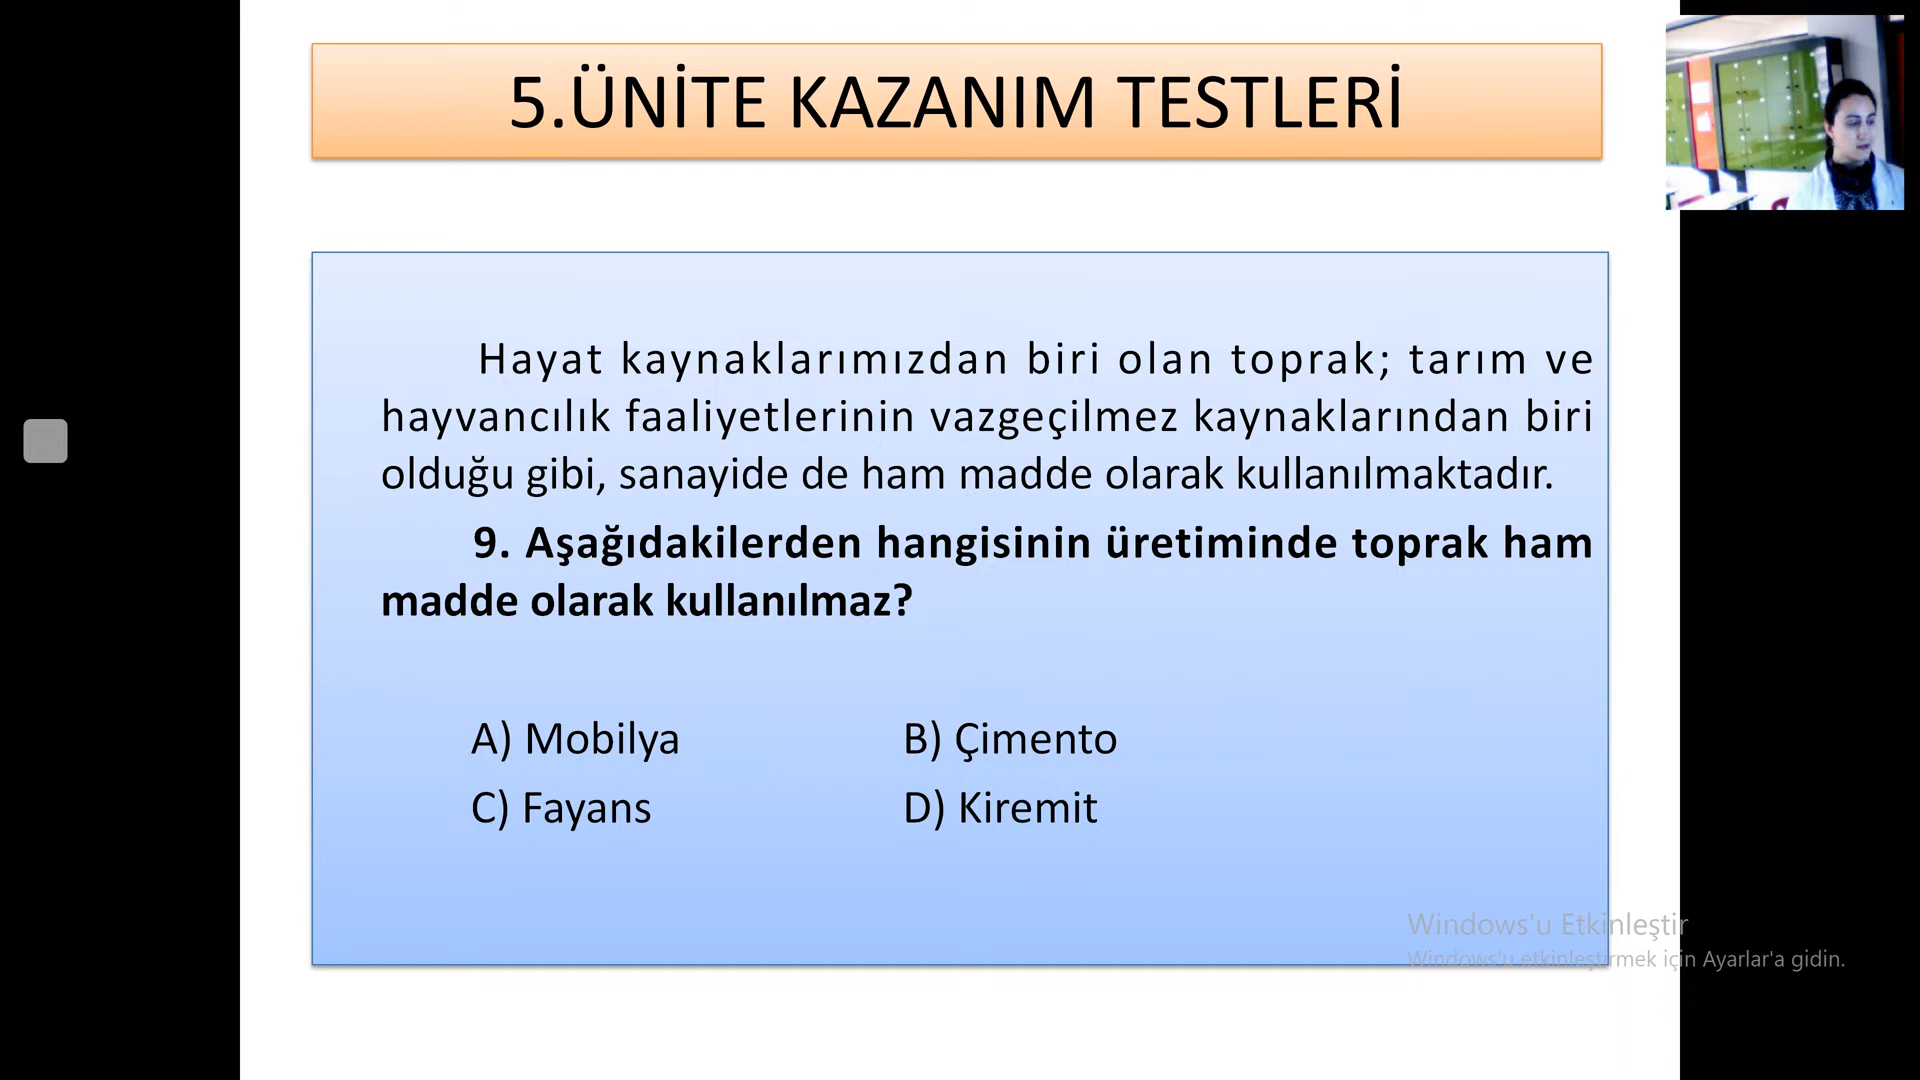 5.ÜNİTE KAZANIM TESTLERİ
Hayat kaynaklarımızdan biri olan toprak; tarım ve
hayvancılık faaliyetlerinin vazgeçilmez kaynaklarından biri
olduğu gibi, sanayide de ham madde olarak kullanılmaktadır.
9. Aşağıdakilerden hangisinin üretiminde toprak ham
madde olarak kullanılmaz?
A) Mobilya B) Çimento
C) Fayans D) Kiremit
Windows'u Etkinleştir
Windows'u etkinleştirmek için Ayarlar'a gidin.